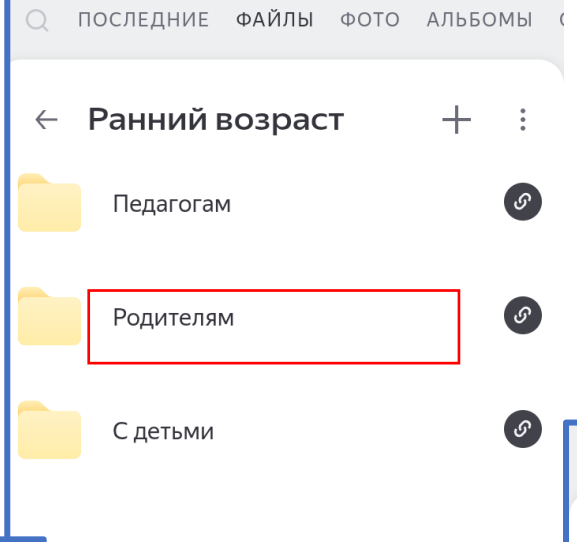 ПОСЛЕДНИЕ ФАЙЛЫ ФОТО АЛЬБОМЫ
Ранний возраст
Педагогам
Родителям
С детьми